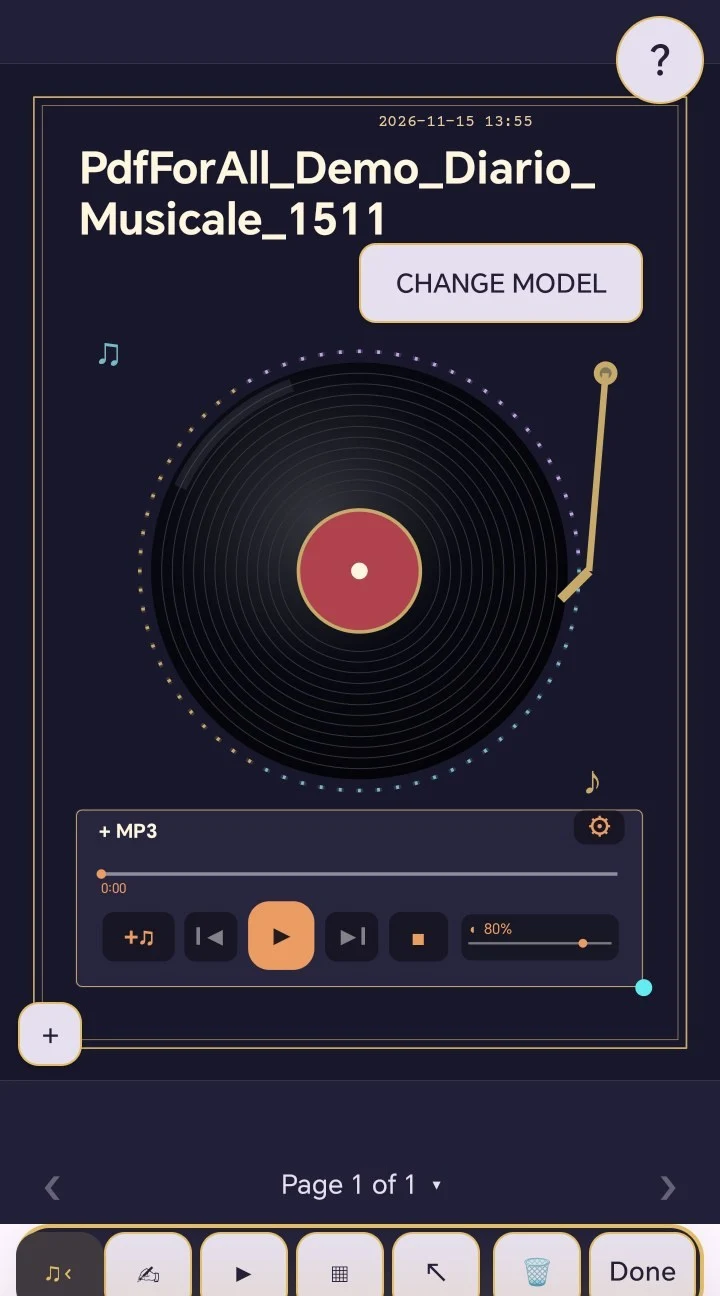 ?
2026-11-15 13:55
PdfForAll_Demo_Diario_
Musicale_1511
CHANGE MODEL
+ MP3
0:00
80%
+
Page 1 of 1
Done